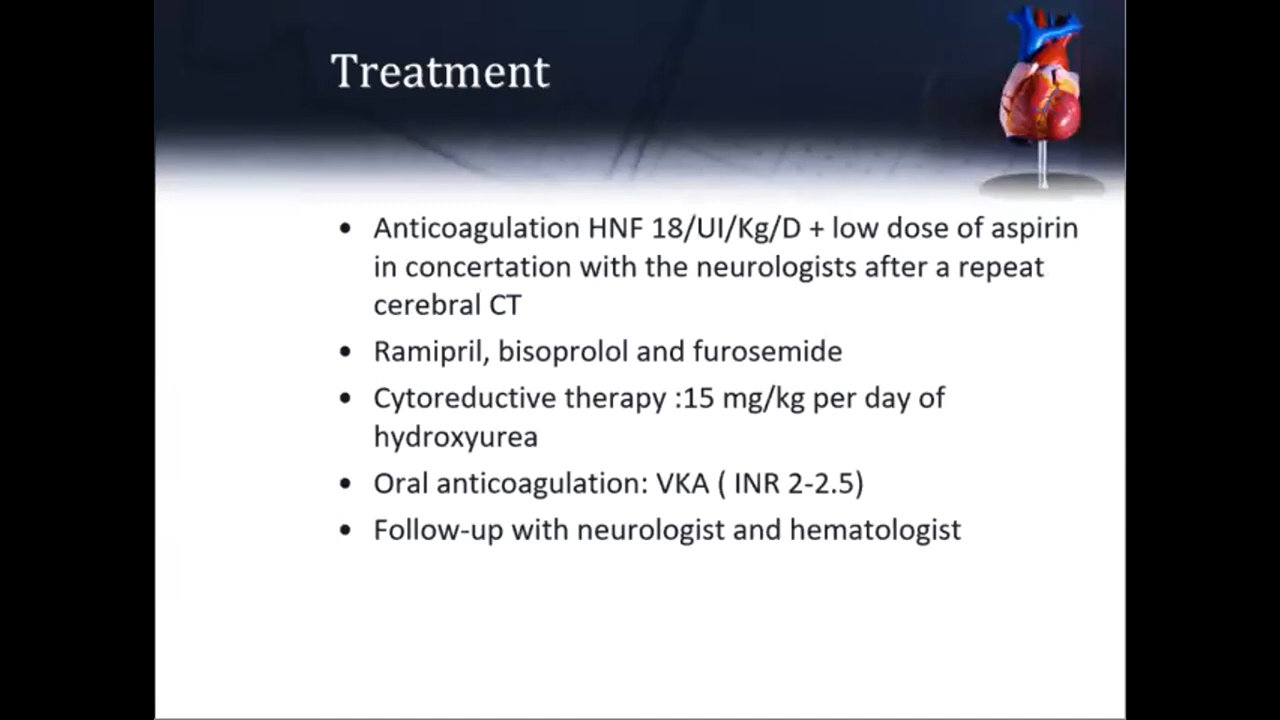 Treatment
• Anticoagulation HNF 18/UI/Kg/D + low dose of aspirin
in concertation with the neurologists after a repeat
cerebral CT
• Ramipril, bisoprolol and furosemide
• Cytoreductive therapy :15 mg/kg per day of
hydroxyurea
• Oral anticoagulation: VKA ( INR 2-2.5)
• Follow-up with neurologist and hematologist